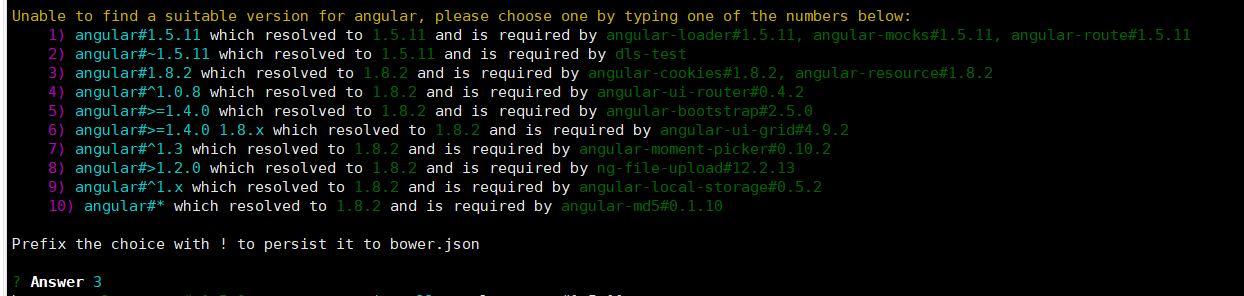 Unable to find a suitable version for angular, please choose one by typing one of the numbers below:
1) angular#1.5.11 which resolved to 1.5.11 and is required by angular-loader#1.5.11, angular-mocks#1.5.11, angular-route#1.5.11
2) angular#~1.5.11 which resolved to 1.5.11 and is required by dls-test
3) angular#1.8.2 which resolved to 1.8.2 and is required by angular-cookies#1.8.2, angular-resource#1.8.2
4) angular#^1.0.8 which resolved to 1.8.2 and is required by angular-ui-router#0.4.2
5) angular#>=1.4.0 which resolved to 1.8.2 and is required by angular-bootstrap#2.5.0
6) angular#>=1.4.0 1.8.x which resolved to 1.8.2 and is required by angular-ui-grid#4.9.2
7) angular#^1.3 which resolved to 1.8.2 and is required by angular-moment-picker#0.10.2
8) angular#>1.2.0 which resolved to 1.8.2 and is required by ng-file-upload#12.2.13
9) angular#^1.x which resolved to 1.8.2 and is required by angular-local-storage#0.5.2
10) angular#* which resolved to 1.8.2 and is required by angular-md5#0.1.10
Prefix the choice with ! to persist it to bower.json
? Answer 3